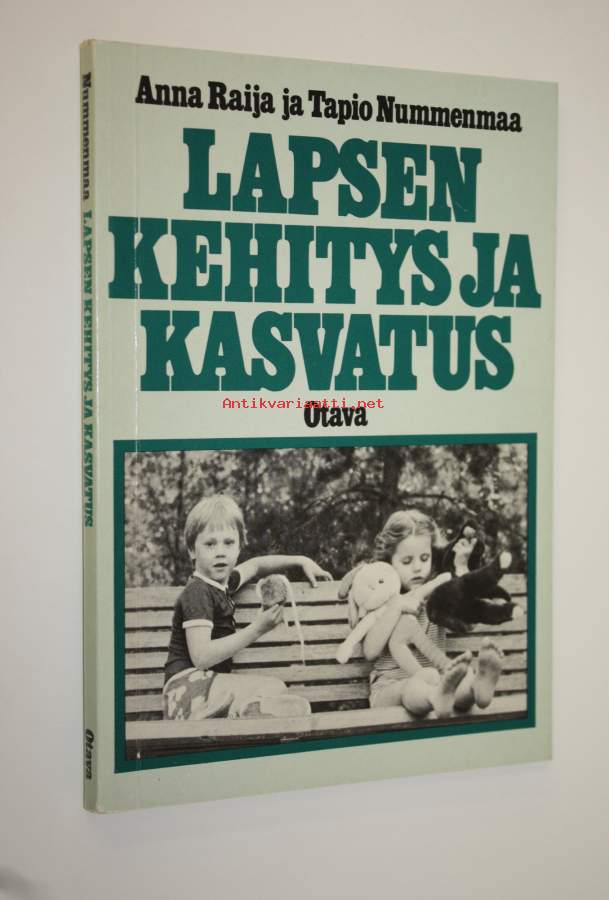 Anna Raija ja Tapio Nummenmaa
LAPSEN
KEHITYS JA
KASVATUS
Antikvariaatti.net
Otava
Nummenmaa LAPSEN KEHITYS JA KASVATUS Otava